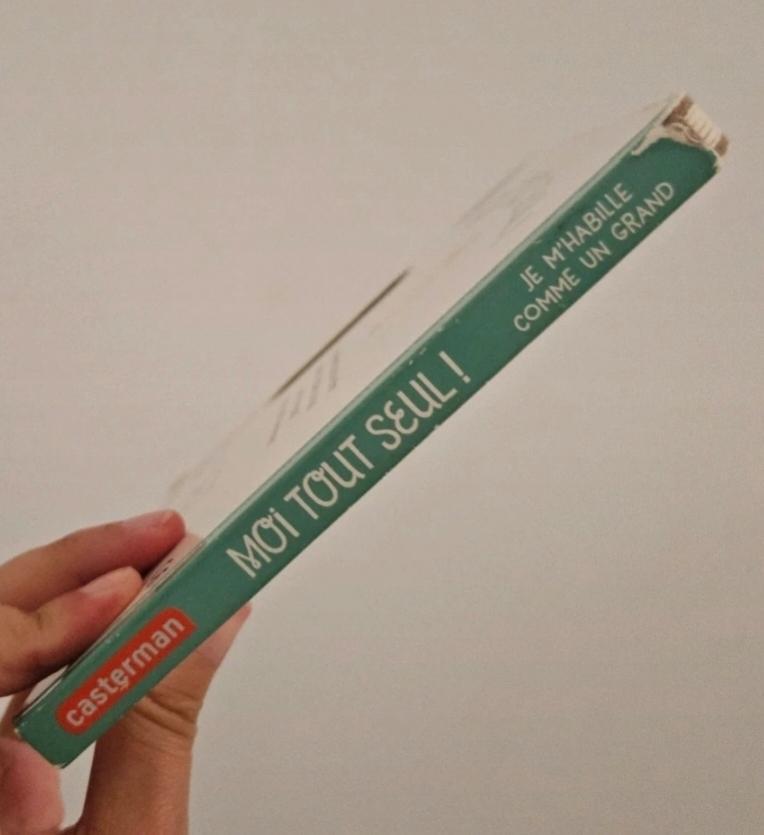 casterman
MOi TOUT SEUL !
JE M'HABILLE
COMME UN GRAND